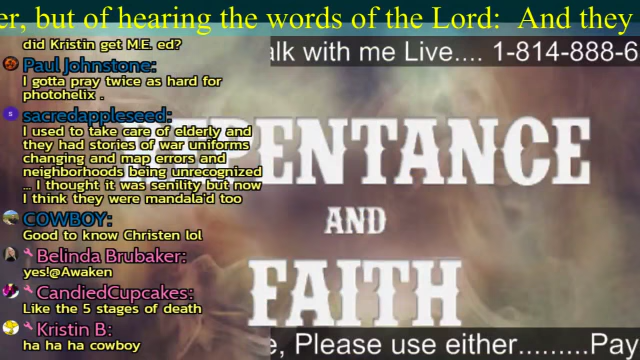 er, but of hearing the words of the Lord: And they
did Kristin get M.E. ed?
alk with me Live.... 1-814-888-6
Paul Johnstone:
I gotta pray twice as hard for
photohelix .
sacredappleseed:
I used to take care of elderly and
they had stories of war uniforms
changing and map errors and
neighborhoods being unrecognized
... I thought it was senility but now
I think they were mandala'd too
COWBOY:
Good to know Christen lol
Belinda Brubaker:
yes!@Awaken
CandiedCupcakes:
Like the 5 stages of death
Kristin B:
ha ha ha cowboy
PENTANCE
AND
FAITH
e, Please use either.........Pay